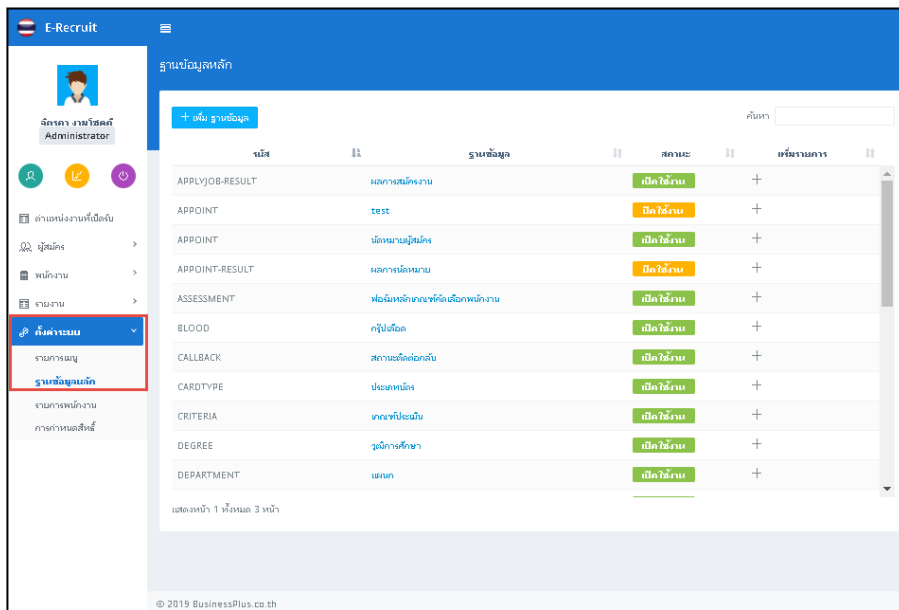 E-Recruit
ฐานข้อมูลหลัก
จักรดา งามโชตค์
Administrator
ตำแหน่งงานที่เปิดรับ
ผู้สมัคร
พนักงาน
รายงาน
ตั้งค่าระบบ
รายการเมนู
ฐานข้อมูลหลัก
รายการพนักงาน
การกำหนดสิทธิ์
+ เพิ่ม ฐานข้อมูล
ค้นหา
รหัส ฐานข้อมูล สถานะ เพิ่มรายการ
APPLYJOB-RESULT ผลการสมัครงาน เปิดใช้งาน +
APPOINT test ปิดใช้งาน +
APPOINT นัดหมายผู้สมัคร เปิดใช้งาน +
APPOINT-RESULT ผลการนัดหมาย ปิดใช้งาน +
ASSESSMENT ฟอร์มหลักเกณฑ์คัดเลือกพนักงาน เปิดใช้งาน +
BLOOD กรุ๊ปเลือด เปิดใช้งาน +
CALLBACK สถานะติดต่อกลับ เปิดใช้งาน +
CARDTYPE ประเภทบัตร เปิดใช้งาน +
CRITERIA เกณฑ์ประเมิน เปิดใช้งาน +
DEGREE วุฒิการศึกษา เปิดใช้งาน +
DEPARTMENT แผนก เปิดใช้งาน +
แสดงหน้า 1 ทั้งหมด 3 หน้า
© 2019 BusinessPlus.co.th